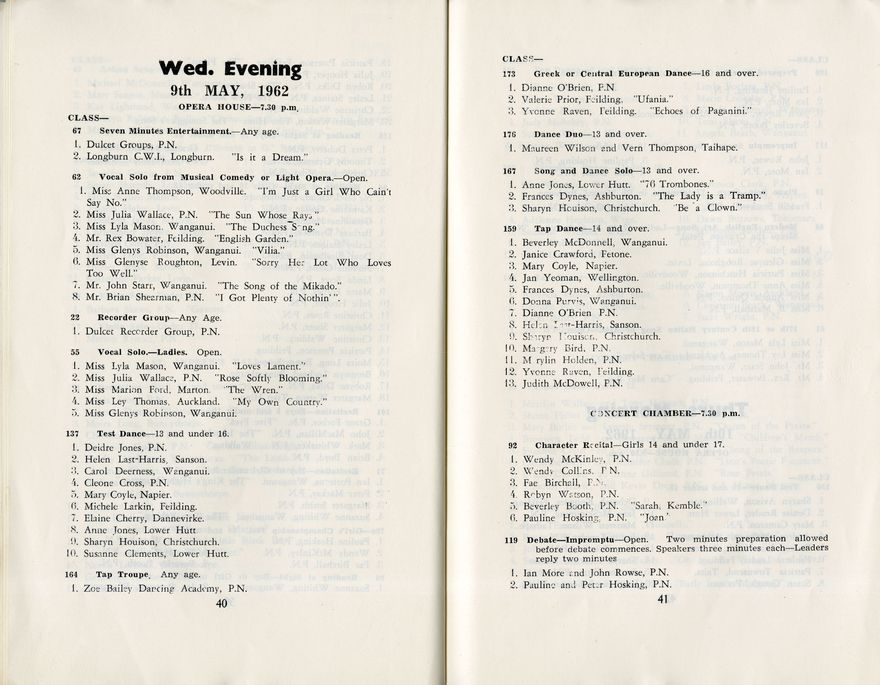 Wed. Evening
9th MAY, 1962
OPERA HOUSE—7.30 p.m.
CLASS—
67 Seven Minutes Entertainment.—Any age.
1. Dulcet Groups, P.N.
2. Longburn C.W.I., Longburn. "Is it a Dream."
62 Vocal Solo from Musical Comedy or Light Opera.—Open.
1. Miss Anne Thompson, Woodville. "I'm Just a Girl Who Cain't
Say No."
2. Miss Julia Wallace, P.N. "The Sun Whose Rays"
3. Miss Lyla Mason. Wanganui. "The Duchess Song."
4. Mr. Rex Bowater, Feilding. "English Garden."
5. Miss Glenys Robinson, Wanganui. "Vilia."
6. Miss Glenyse Roughton, Levin. "Sorry Her Lot Who Loves
Too Well."
7. Mr. John Starr, Wanganui. "The Song of the Mikado."
8. Mr. Brian Shearman, P.N. "I Got Plenty of Nothin'".
22 Recorder Group—Any Age.
1. Dulcet Recorder Group, P.N.
55 Vocal Solo.—Ladies. Open.
1. Miss Lyla Mason, Wanganui. "Loves Lament."
2. Miss Julia Wallace, P.N. "Rose Softly Blooming."
3. Miss Marion Ford, Marton. "The Wren."
4. Miss Ley Thomas, Auckland. "My Own Country."
5. Miss Glenys Robinson, Wanganui.
137 Test Dance—13 and under 16.
1. Deidre Jones, P.N.
2. Helen Last-Harris, Sanson.
3. Carol Deerness, Wanganui.
4. Cleone Cross, P.N.
5. Mary Coyle, Napier.
6. Michele Larkin, Feilding.
7. Elaine Cherry, Dannevirke.
8. Anne Jones, Lower Hutt
9. Sharyn Houison, Christchurch.
10. Susanne Clements, Lower Hutt.
164 Tap Troupe, Any age.
1. Zoe Bailey Dancing Academy, P.N.
40
CLASS—
173 Greek or Central European Dance—16 and over.
1. Dianne O'Brien, P.N.
2. Valerie Prior, Feilding. "Ufania."
3. Yvonne Raven, Feilding. "Echoes of Paganini."
176 Dance Duo—13 and over.
1. Maureen Wilson and Vern Thompson, Taihape.
167 Song and Dance Solo—13 and over.
1. Anne Jones, Lower Hutt. "76 Trombones."
2. Frances Dynes, Ashburton. "The Lady is a Tramp."
3. Sharyn Houison, Christchurch. "Be a Clown."
159 Tap Dance—14 and over.
1. Beverley McDonnell, Wanganui.
2. Janice Crawford, Petone.
3. Mary Coyle, Napier.
4. Jan Yeoman, Wellington.
5. Frances Dynes, Ashburton.
6. Donna Purvis, Wanganui.
7. Dianne O'Brien P.N.
8. Helen Last-Harris, Sanson.
9. Sharyn Houison, Christchurch.
10. Margery Bird, P.N.
11. Marylin Holden, P.N.
12. Yvonne Raven, Feilding.
13. Judith McDowell, P.N.
CONCERT CHAMBER—7.30 p.m.
92 Character Recital—Girls 14 and under 17.
1. Wendy McKinley, P.N.
2. Wendy Collins. P.N.
3. Fae Birchall, P.N.
4. Robyn Watson, P.N.
5. Beverley Booth, P.N. "Sarah Kemble."
6. Pauline Hosking, P.N. "Joan"
119 Debate—Impromptu—Open. Two minutes preparation allowed
before debate commences. Speakers three minutes each—Leaders
reply two minutes
1. Ian More and John Rowse, P.N.
2. Pauline and Peter Hosking, P.N.
41